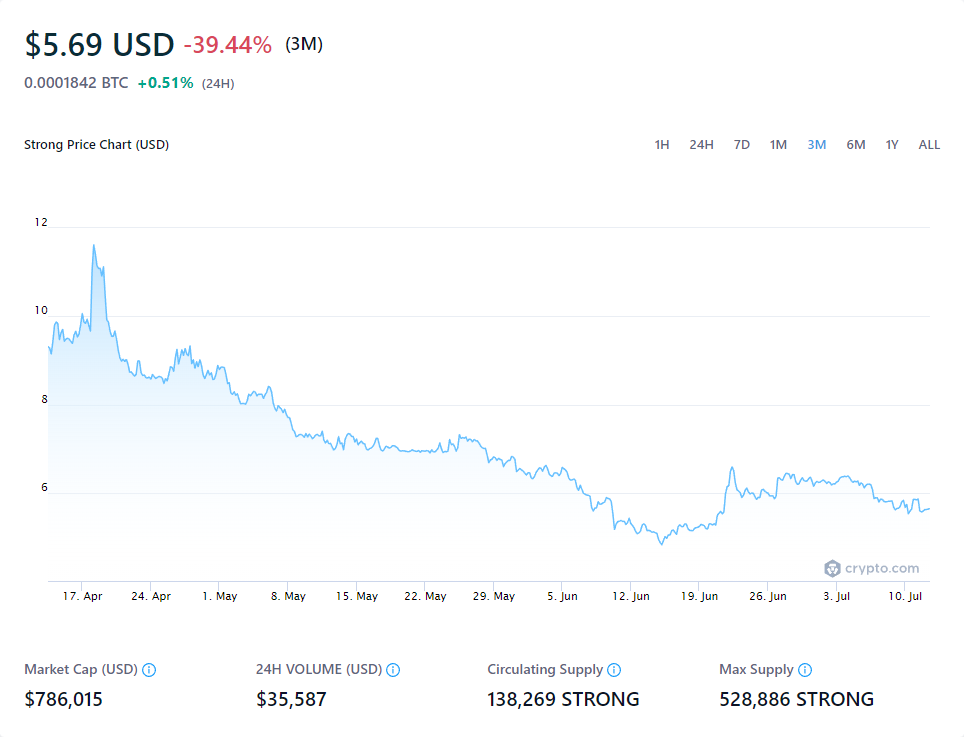 $5.69 USD -39.44% (3M)
0.0001842 BTC +0.51% (24H)
Strong Price Chart (USD) 1H 24H 7D 1M 3M 6M 1Y ALL
12
10
8
6
crypto.com
17. Apr 24. Apr 1. May 8. May 15. May 22. May 29. May 5. Jun 12. Jun 19. Jun 26. Jun 3. Jul 10. Jul
Market Cap (USD) 24H VOLUME (USD) Circulating Supply Max Supply
$786,015 $35,587 138,269 STRONG 528,886 STRONG